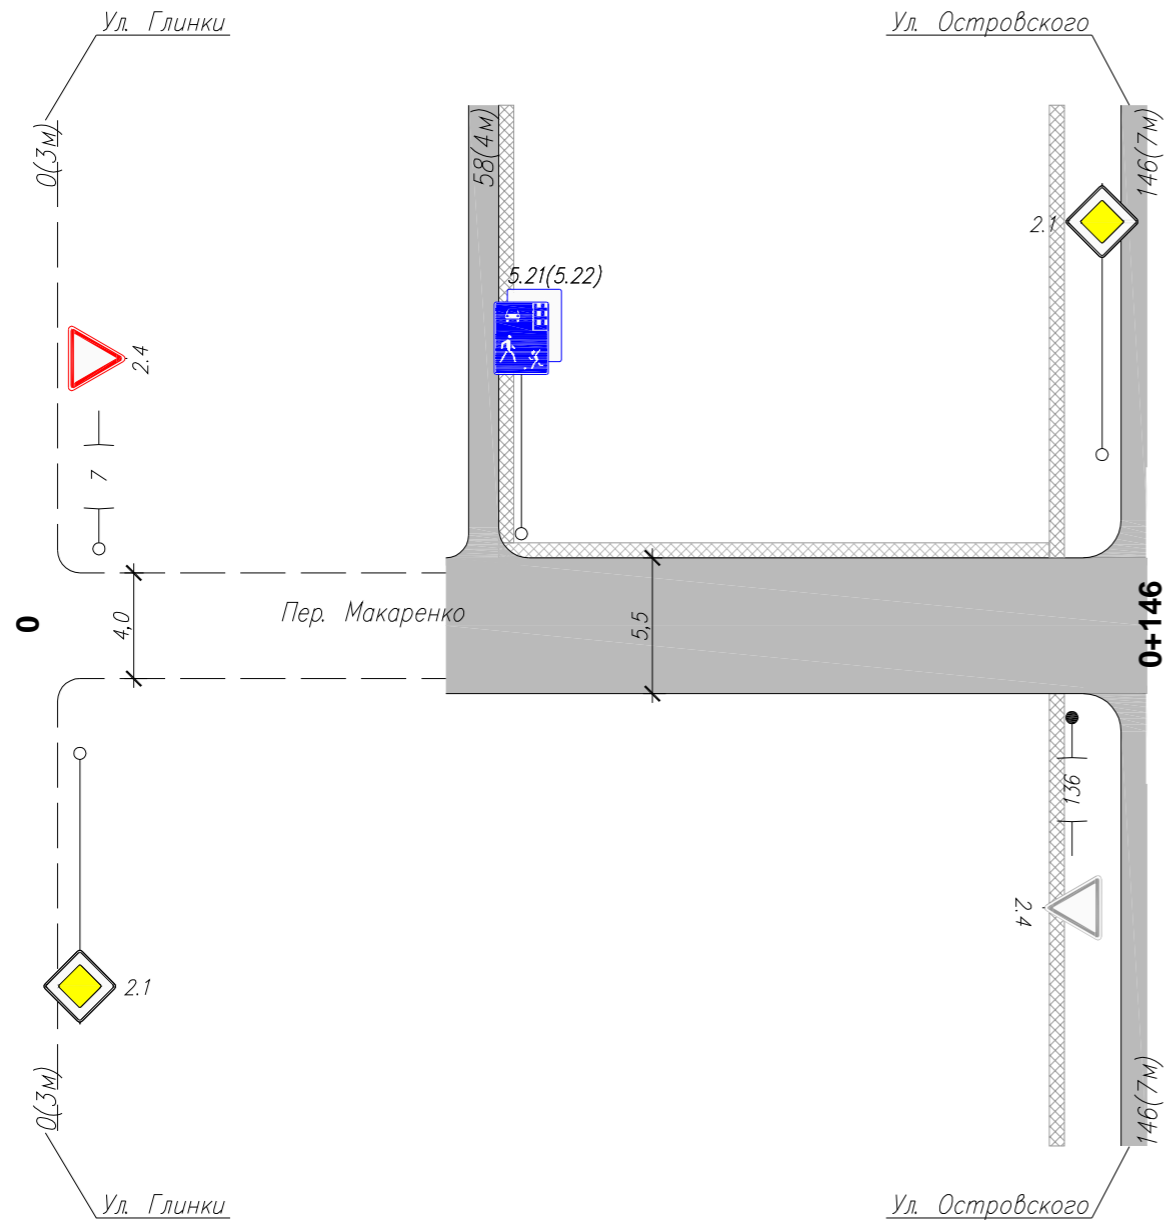 Ул. Глинки
Ул. Островского
0(3м)
58(4м)
146(7м)
2.1
5.21(5.22)
2.4
7
0
4,0
Пер. Макаренко
5,5
0+146
136
2.4
2.1
0(3м)
146(7м)
Ул. Глинки
Ул. Островского